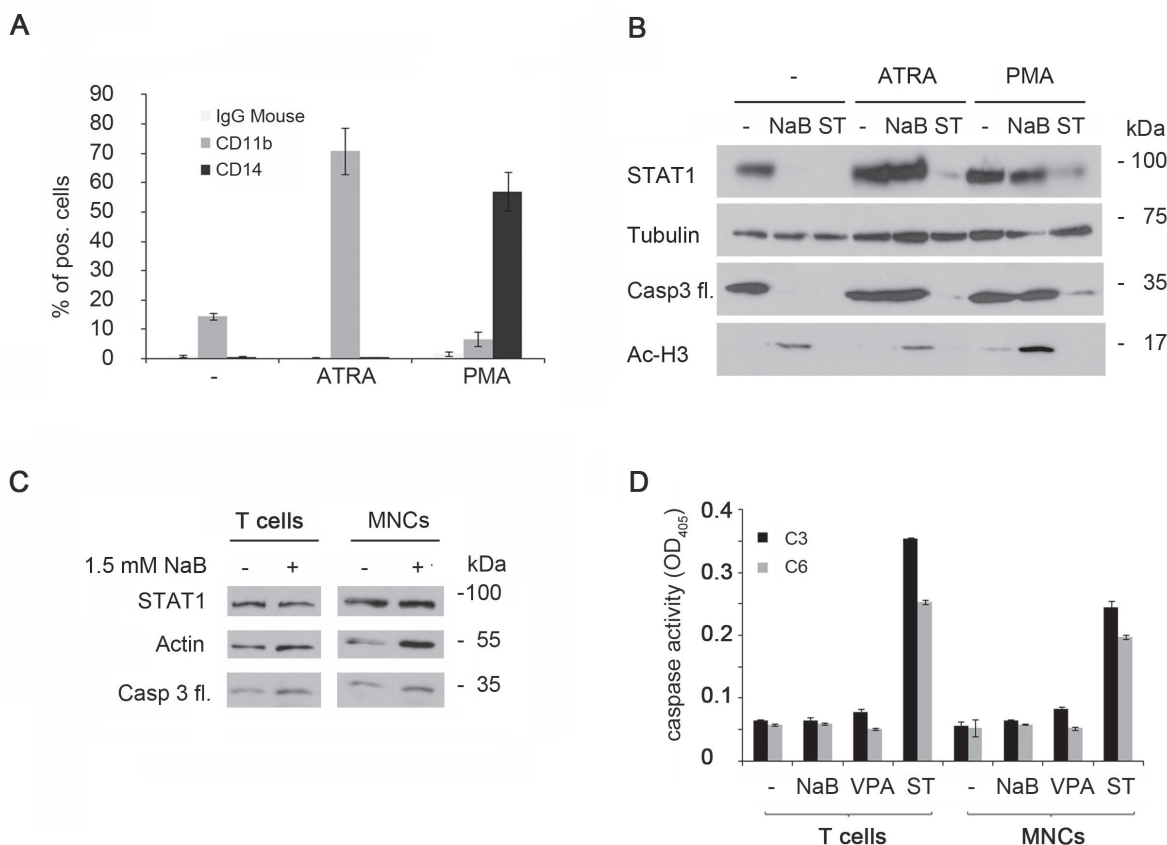 A
90
80
70
60
50
40
30
20
10
0
% of pos. cells
IgG Mouse
CD11b
CD14
- ATRA PMA
B
- ATRA PMA
- NaB ST - NaB ST - NaB ST kDa
STAT1 - 100
- 75
Tubulin
Casp3 fl. - 35
Ac-H3 - 17
C
T cells MNCs
1.5 mM NaB - + - + kDa
STAT1 -100
Actin - 55
Casp 3 fl. - 35
D
0.4
0.3
0.2
0.1
0
caspase activity (OD405)
C3
C6
- NaB VPA ST - NaB VPA ST
T cells MNCs